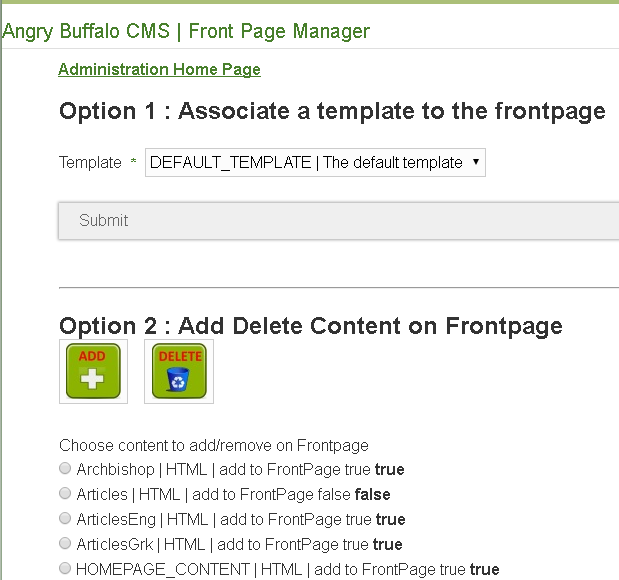 Angry Buffalo CMS | Front Page Manager
Administration Home Page
Option 1 : Associate a template to the frontpage
Template * DEFAULT_TEMPLATE | The default template
Submit
Option 2 : Add Delete Content on Frontpage
ADD DELETE
Choose content to add/remove on Frontpage
Archbishop | HTML | add to FrontPage true true
Articles | HTML | add to FrontPage false false
ArticlesEng | HTML | add to FrontPage true true
ArticlesGrk | HTML | add to FrontPage true true
HOMEPAGE_CONTENT | HTML | add to FrontPage true true